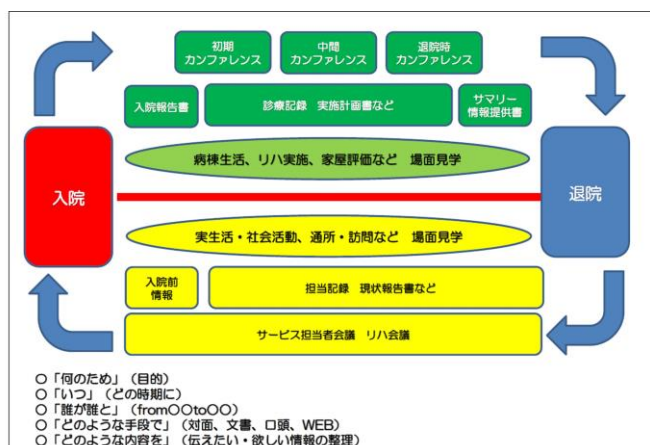 初期
カンファレンス
中間
カンファレンス
退院時
カンファレンス
入院報告書
診療記録　実施計画書など
サマリー
情報提供書
病棟生活、リハ実施、家屋評価など　場面見学
入院
退院
実生活・社会活動、通所・訪問など　場面見学
入院前
情報
担当記録　現状報告書など
サービス担当者会議　リハ会議
〇「何のため」（目的）
〇「いつ」（どの時期に）
〇「誰が誰と」（from〇〇to〇〇）
〇「どのような手段で」（対面、文書、口頭、WEB）
〇「どのような内容を」（伝えたい・欲しい情報の整理）